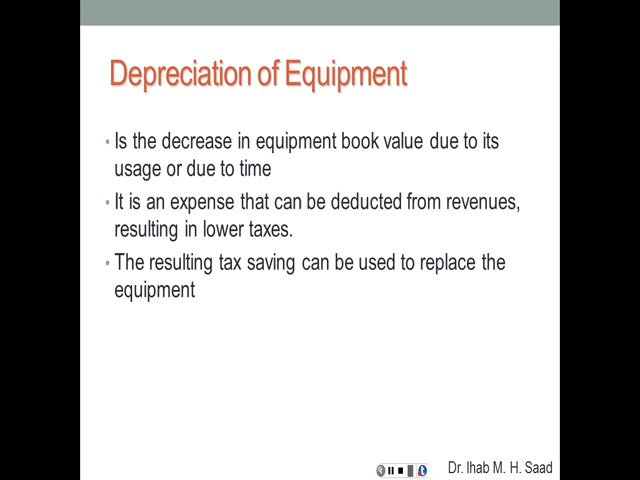 Depreciation of Equipment
• Is the decrease in equipment book value due to its
usage or due to time
• It is an expense that can be deducted from revenues,
resulting in lower taxes.
• The resulting tax saving can be used to replace the
equipment
Dr. Ihab M. H. Saad